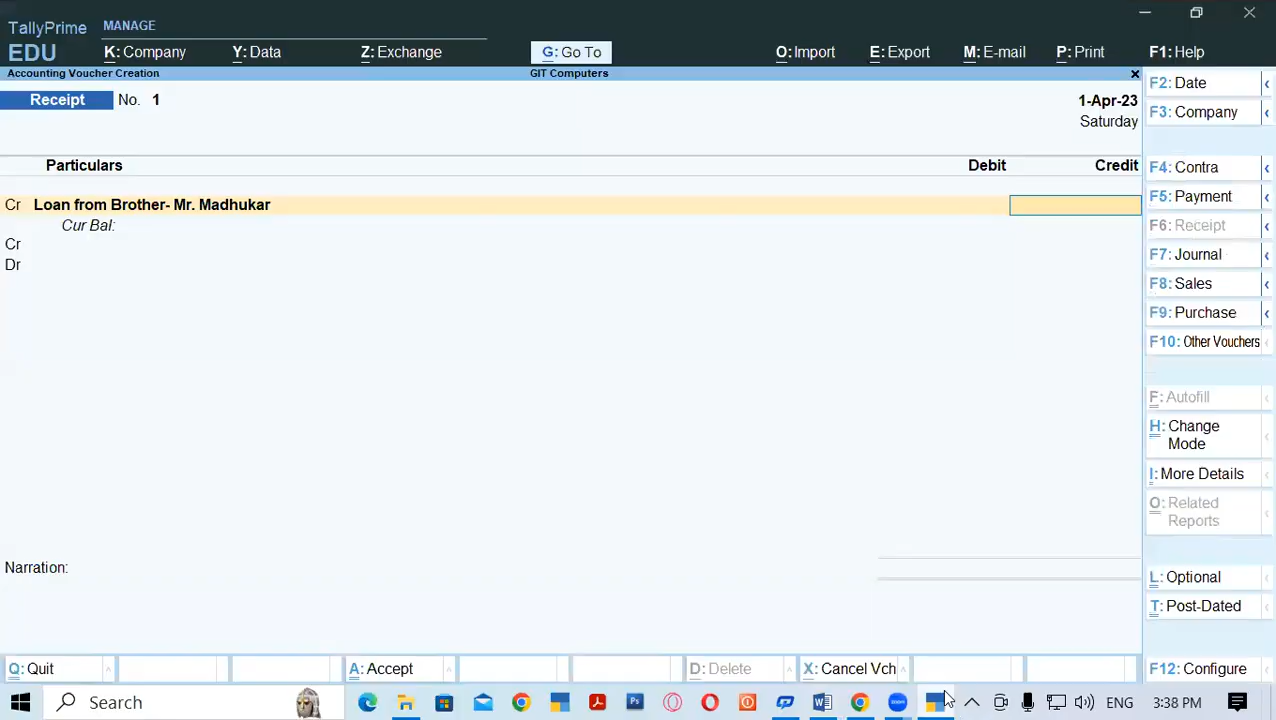 TallyPrime MANAGE
EDU K: Company Y: Data Z: Exchange G: Go To O: Import E: Export M: E-mail P: Print F1: Help
Accounting Voucher Creation GIT Computers ×
Receipt No. 1 1-Apr-23
Saturday
Particulars Debit Credit
Cr Loan from Brother- Mr. Madhukar
Cur Bal:
Cr
Dr
Narration:
F2: Date
F3: Company
F4: Contra
F5: Payment
F6: Receipt
F7: Journal
F8: Sales
F9: Purchase
F10: Other Vouchers
F: Autofill
H: Change
Mode
I: More Details
O: Related
Reports
L: Optional
T: Post-Dated
Q: Quit A: Accept D: Delete X: Cancel Vch F12: Configure
Search ENG 3:38 PM